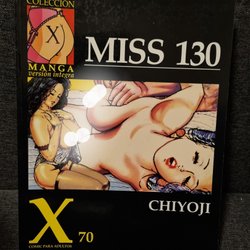 COLECCIÓN
X
MANGA
versión íntegra
MISS 130
CHIYOJI
X 70
COMIC PARA ADULTOS